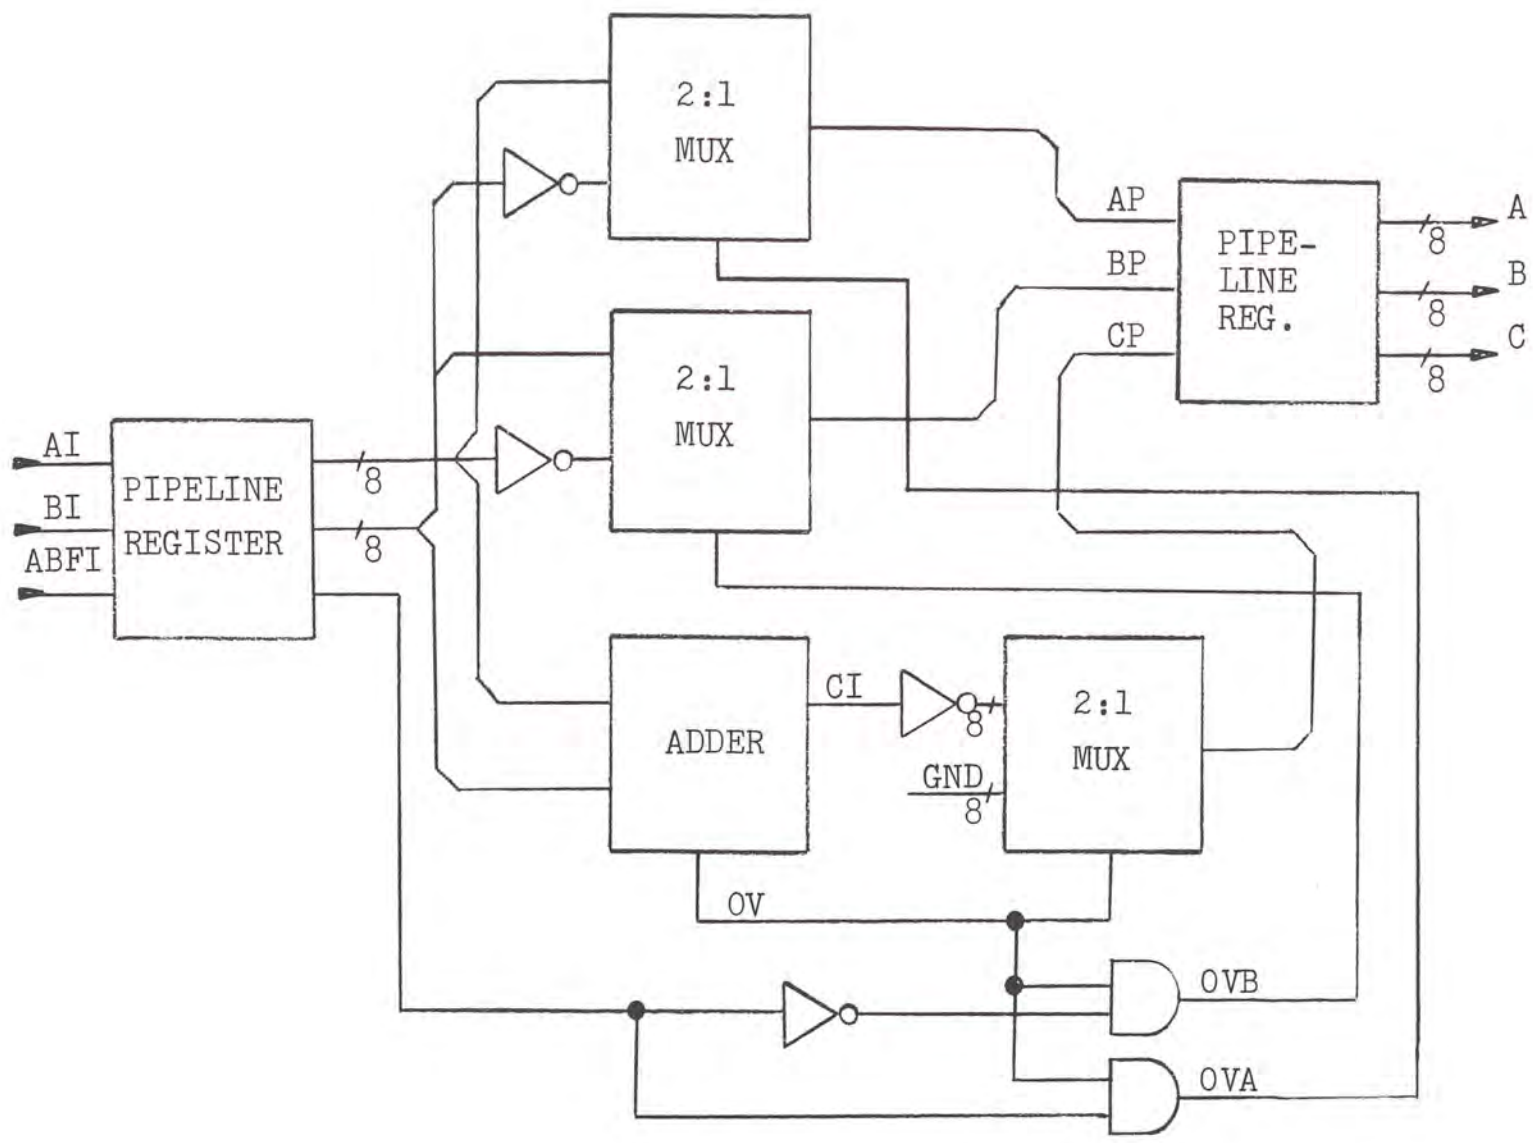 2:1
MUX
AP
A
8
PIPE-
LINE
REG.
BP
B
8
CP
C
8
2:1
MUX
AI
8
PIPELINE
REGISTER
BI
8
ABFI
CI
8
2:1
MUX
ADDER
GND
8
OV
OVB
OVA